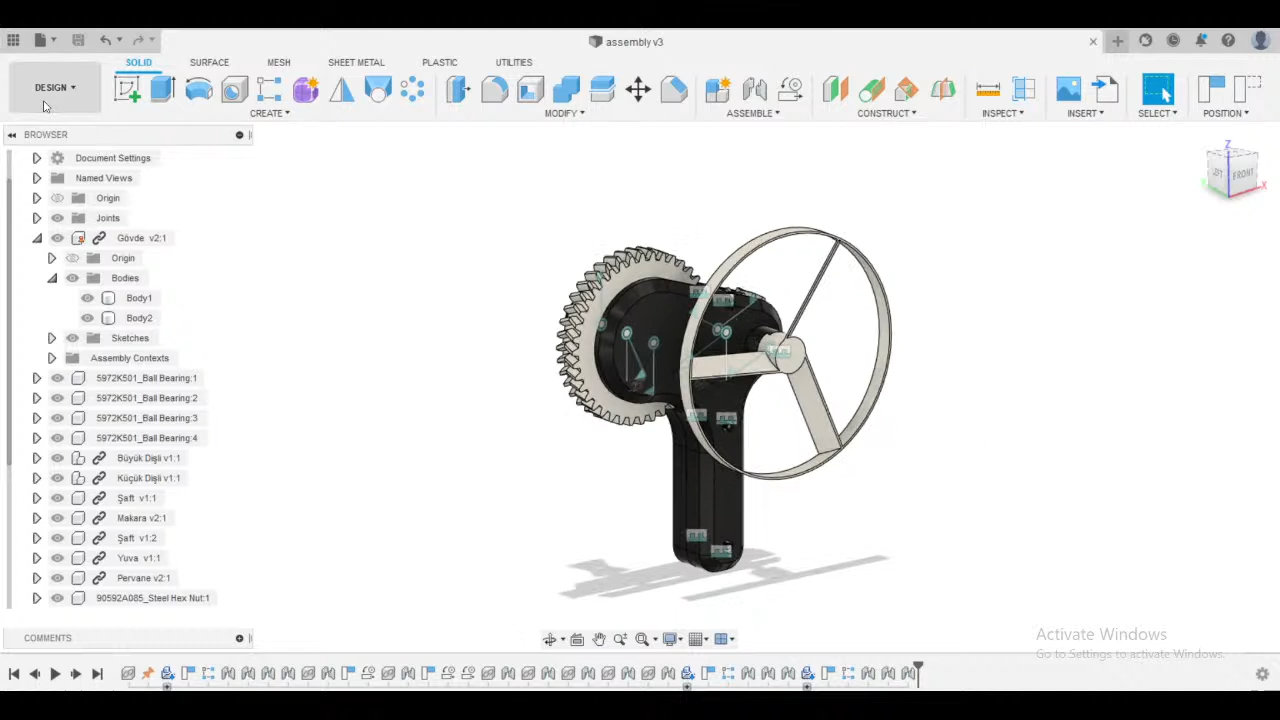 assembly v3
SOLID SURFACE MESH SHEET METAL PLASTIC UTILITIES
DESIGN
CREATE MODIFY ASSEMBLE CONSTRUCT INSPECT INSERT SELECT POSITION
BROWSER
Document Settings
Named Views
Origin
Joints
Gövde v2:1
Origin
Bodies
Body1
Body2
Sketches
Assembly Contexts
5972K501_Ball Bearing:1
5972K501_Ball Bearing:2
5972K501_Ball Bearing:3
5972K501_Ball Bearing:4
Büyük Dişli v1:1
Küçük Dişli v1:1
Şaft v1:1
Makara v2:1
Şaft v1:2
Yuva v1:1
Pervane v2:1
90592A085_Steel Hex Nut:1
COMMENTS
Z
FRONT
X
Activate Windows
Go to Settings to activate Windows.